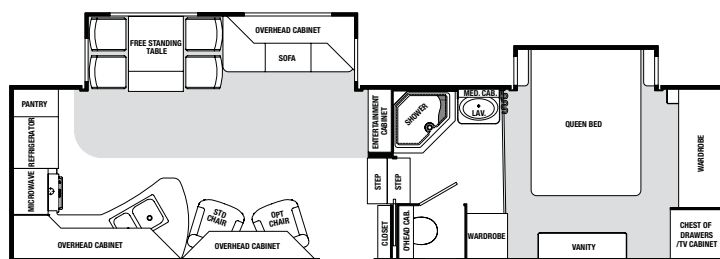 OVERHEAD CABINET
FREE STANDING
TABLE
SOFA
PANTRY
REFRIGERATOR
MICROWAVE
ENTERTAINMENT
CABINET
SHOWER
MED. CAB.
LAV.
QUEEN BED
WARDROBE
STEP
STEP
STD
CHAIR
OPT
CHAIR
CLOSET
O'HEAD CAB.
WARDROBE
OVERHEAD CABINET
OVERHEAD CABINET
VANITY
CHEST OF
DRAWERS
/TV CABINET